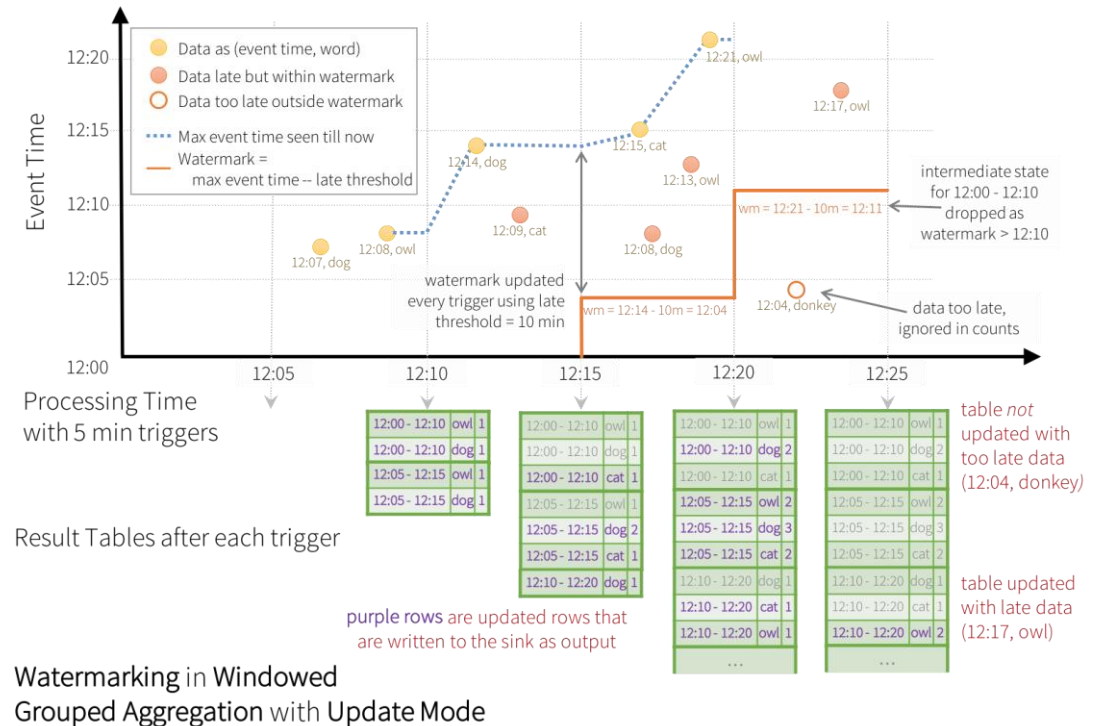 12:20
12:15
12:10
12:05
12:00
Event Time
Data as (event time, word)
Data late but within watermark
Data too late outside watermark
Max event time seen till now
Watermark =
max event time -- late threshold
12:07, dog
12:08, owl
12:14, dog
12:09, cat
12:15, cat
12:21, owl
12:13, owl
12:08, dog
12:17, owl
12:04, donkey
watermark updated
every trigger using late
threshold = 10 min
wm = 12:14 - 10m = 12:04
wm = 12:21 - 10m = 12:11
intermediate state
for 12:00 - 12:10
dropped as
watermark > 12:10
data too late,
ignored in counts
12:05
12:10
12:15
12:20
12:25
Processing Time
with 5 min triggers
Result Tables after each trigger
12:00 - 12:10 owl 1
12:00 - 12:10 dog 1
12:05 - 12:15 owl 1
12:05 - 12:15 dog 1
12:00 - 12:10 owl 1
12:00 - 12:10 dog 1
12:00 - 12:10 cat 1
12:05 - 12:15 owl 1
12:05 - 12:15 dog 2
12:05 - 12:15 cat 1
12:10 - 12:20 dog 1
12:00 - 12:10 owl 1
12:00 - 12:10 dog 2
12:00 - 12:10 cat 1
12:05 - 12:15 owl 2
12:05 - 12:15 dog 3
12:05 - 12:15 cat 2
12:10 - 12:20 dog 1
12:10 - 12:20 cat 1
12:10 - 12:20 owl 1
...
12:00 - 12:10 owl 1
12:00 - 12:10 dog 2
12:00 - 12:10 cat 1
12:05 - 12:15 owl 2
12:05 - 12:15 dog 3
12:05 - 12:15 cat 2
12:10 - 12:20 dog 1
12:10 - 12:20 cat 1
12:10 - 12:20 owl 2
...
table not
updated with
too late data
(12:04, donkey)
table updated
with late data
(12:17, owl)
purple rows are updated rows that
are written to the sink as output
Watermarking in Windowed
Grouped Aggregation with Update Mode